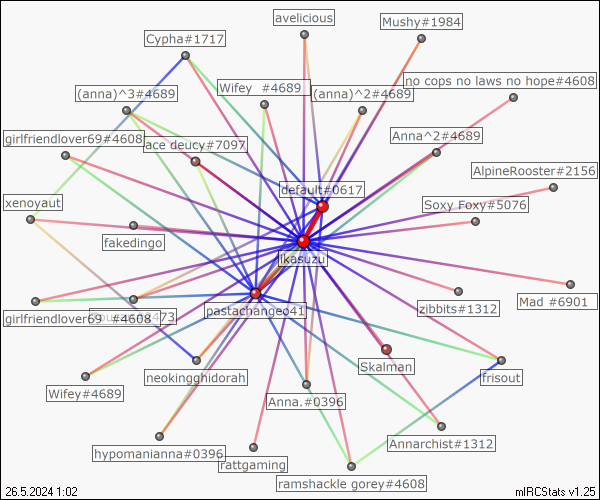 avelicious
Mushy#1984
Cypha#1717
no cops no laws no hope#4608
Wifey  #4689
(anna)^3#4689
(anna)^2#4689
girlfriendlover69#4608
ace deucy#7097
Anna^2#4689
AlpineRooster#2156
default#0617
xenoyaut
Soxy Foxy#5076
fakedingo
Ikasuzu
Mad #6901
zibbits#1312
pastachangeo41
girlfriendlover69  #4608
73
Skalman
neokingghidorah
frisout
Wifey#4689
Anna.#0396
Annarchist#1312
hypomanianna#0396
rattgaming
ramshackle gorey#4608
26.5.2024 1:02
mIRCStats v1.25